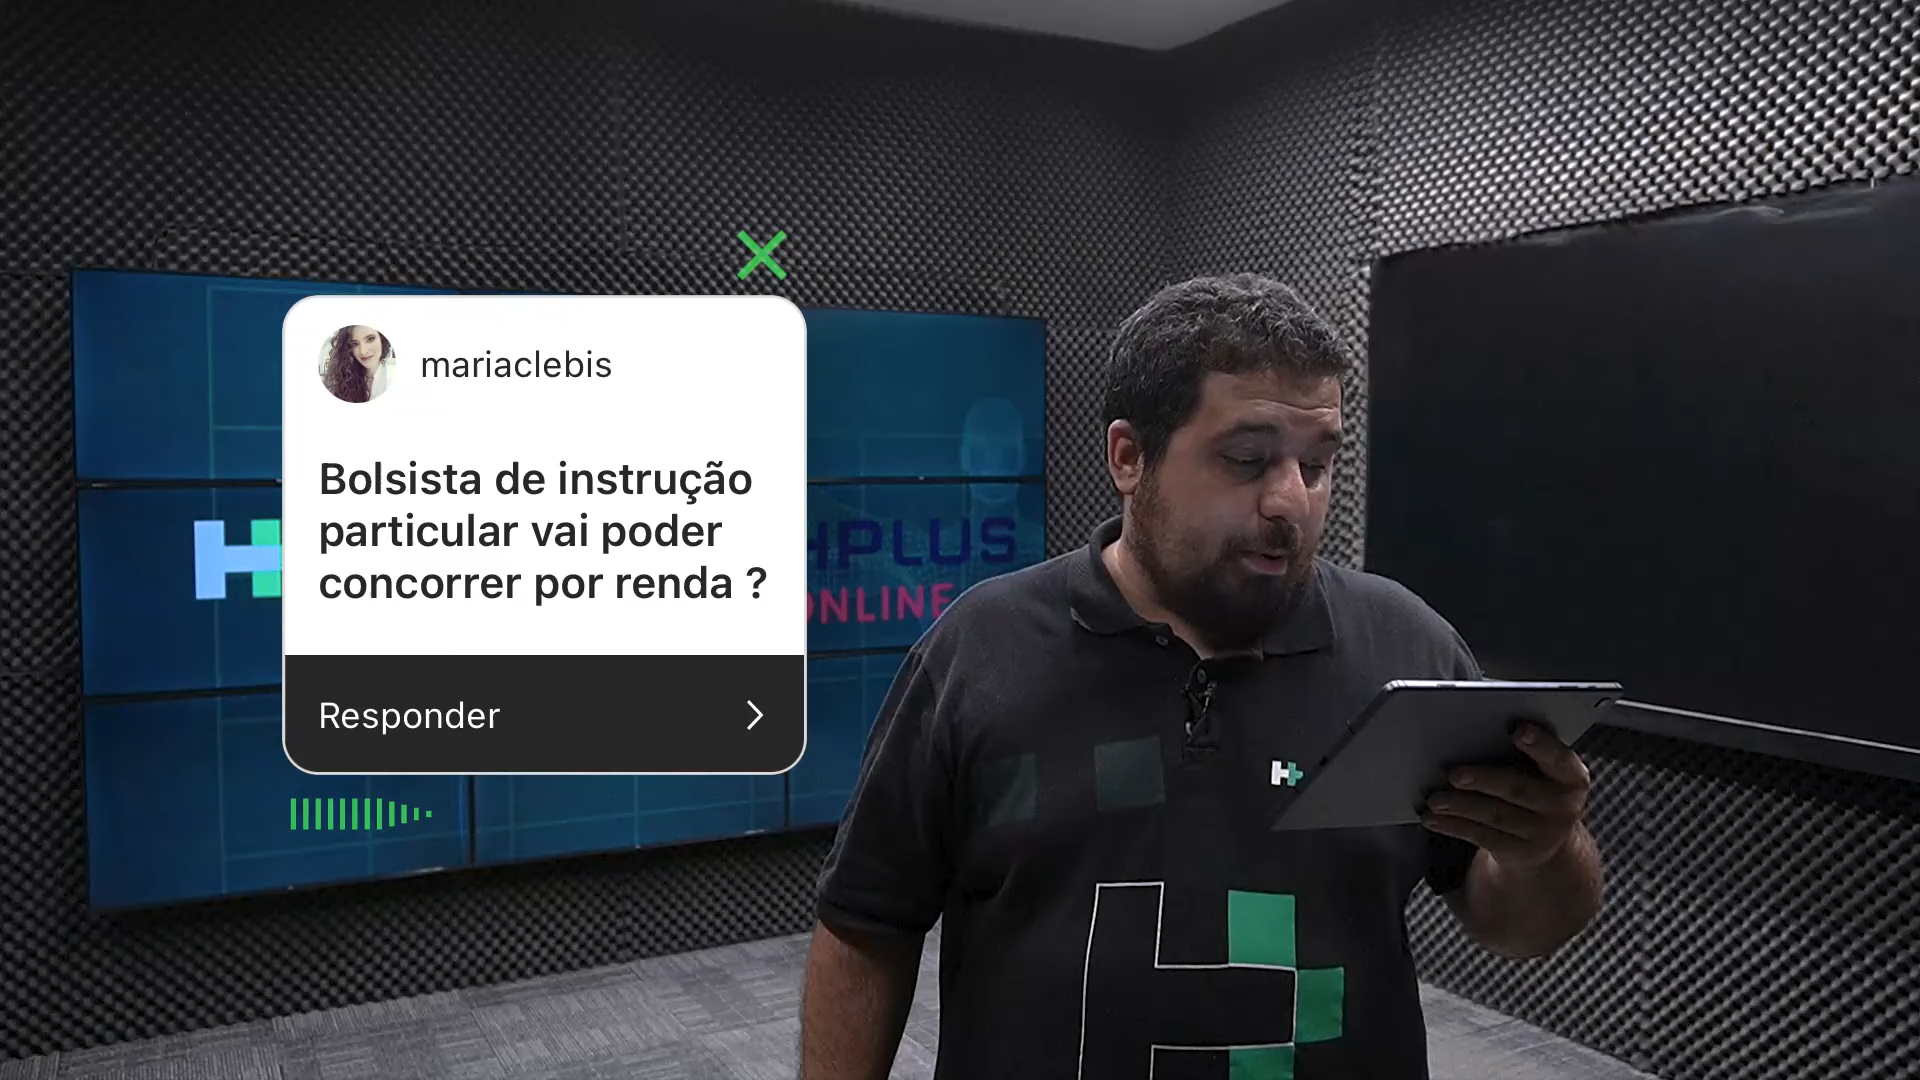 mariaclebis
Bolsista de instrução
particular vai poder
concorrer por renda ?
Responder
HPLUS
ONLINE